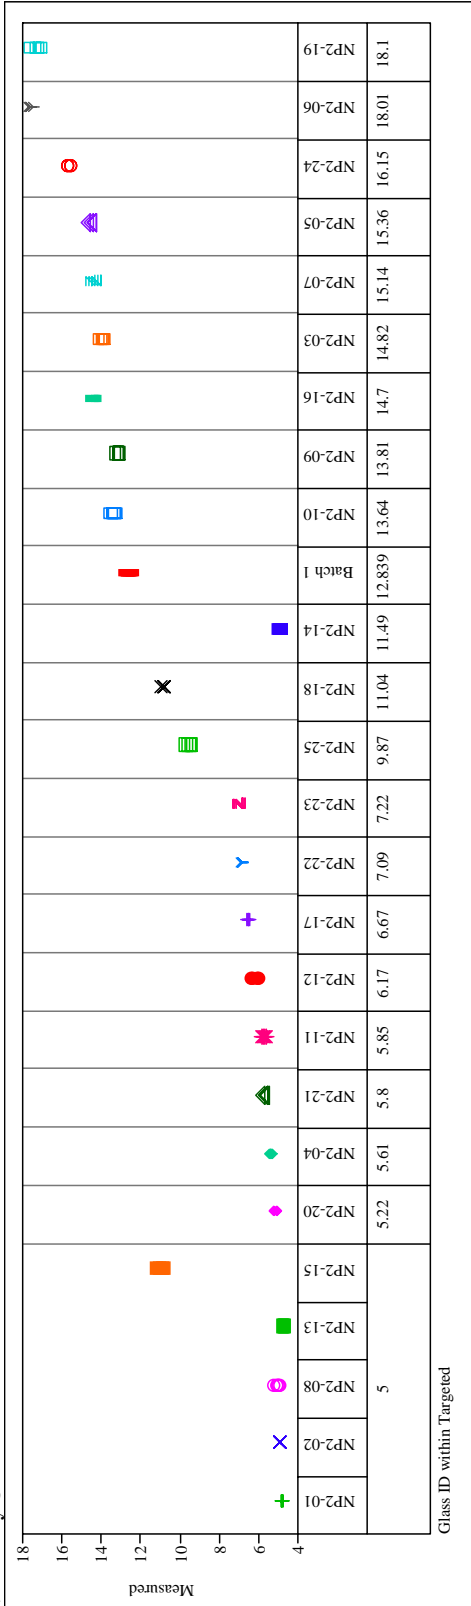 Measured
18
16
14
12
10
8
6
4
NP2-01
NP2-02
NP2-08
NP2-13
NP2-15
NP2-20
NP2-04
NP2-21
NP2-11
NP2-12
NP2-17
NP2-22
NP2-23
NP2-25
NP2-18
NP2-14
Batch 1
NP2-10
NP2-09
NP2-16
NP2-03
NP2-07
NP2-05
NP2-24
NP2-06
NP2-19
5
5.22
5.61
5.8
5.85
6.17
6.67
7.09
7.22
9.87
11.04
11.49
12.839
13.64
13.81
14.7
14.82
15.14
15.36
16.15
18.01
18.1
Glass ID within Targeted